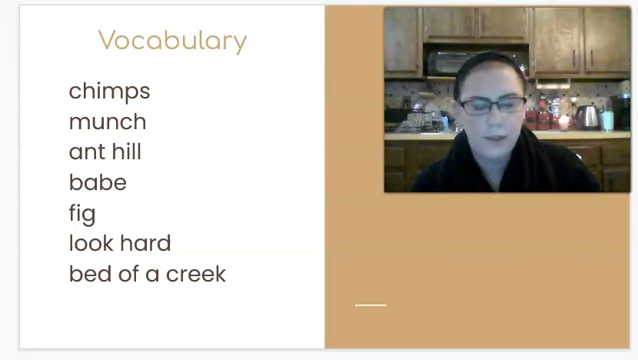 Vocabulary
chimps
munch
ant hill
babe
fig
look hard
bed of a creek